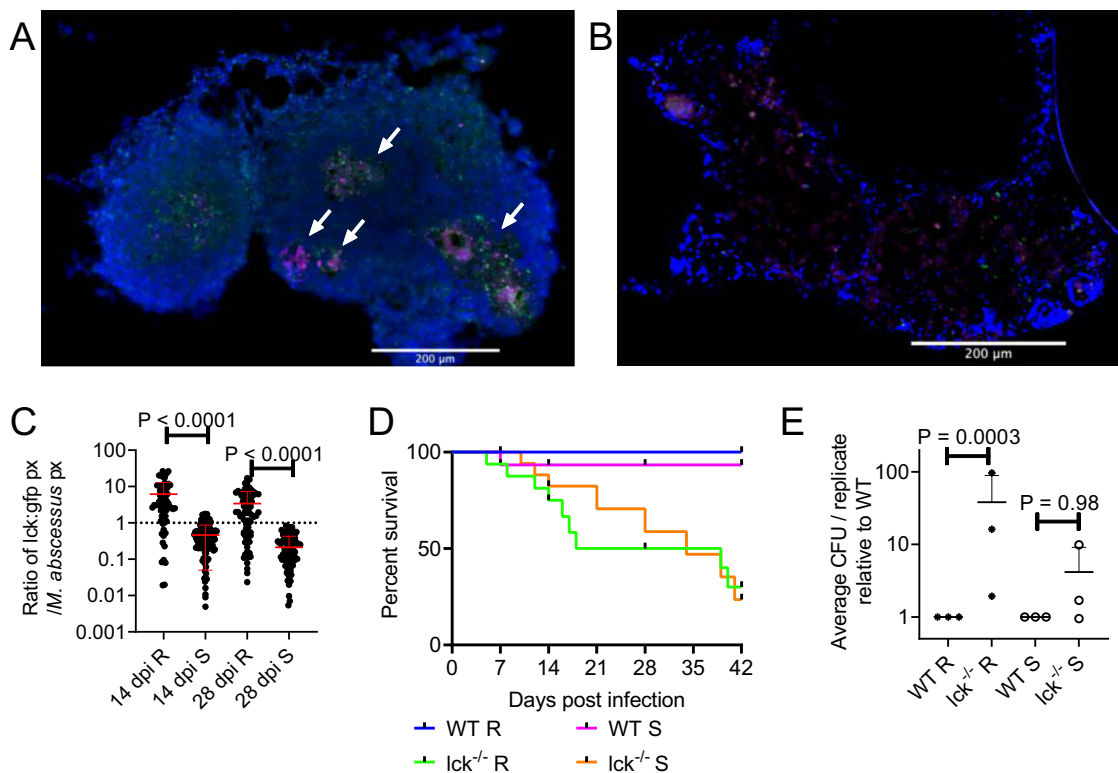 A
B
200 µm
200 µm
C
P < 0.0001
P < 0.0001
Ratio of lck:gfp px
/M. abscessus px
100
10
1
0.1
0.01
0.001
14 dpi R
14 dpi S
28 dpi R
28 dpi S
D
Percent survival
100
50
0
0 7 14 21 28 35 42
Days post infection
WT R
WT S
lck-/- R
lck-/- S
E
P = 0.0003
P = 0.98
Average CFU / replicate
relative to WT
100
10
1
WT R
lck-/- R
WT S
lck-/- S